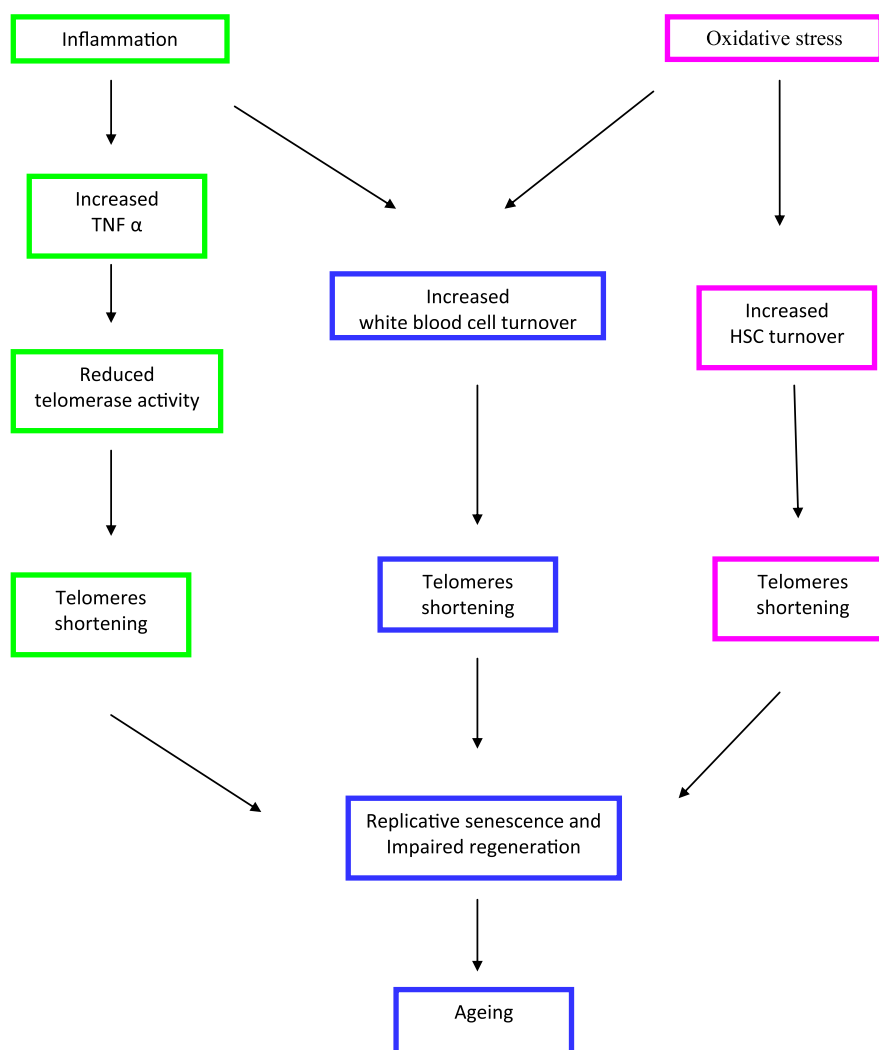 Inflammation
Oxidative stress
Increased
TNF α
Increased
white blood cell turnover
Increased
HSC turnover
Reduced
telomerase activity
Telomeres
shortening
Telomeres
shortening
Telomeres
shortening
Replicative senescence and
Impaired regeneration
Ageing